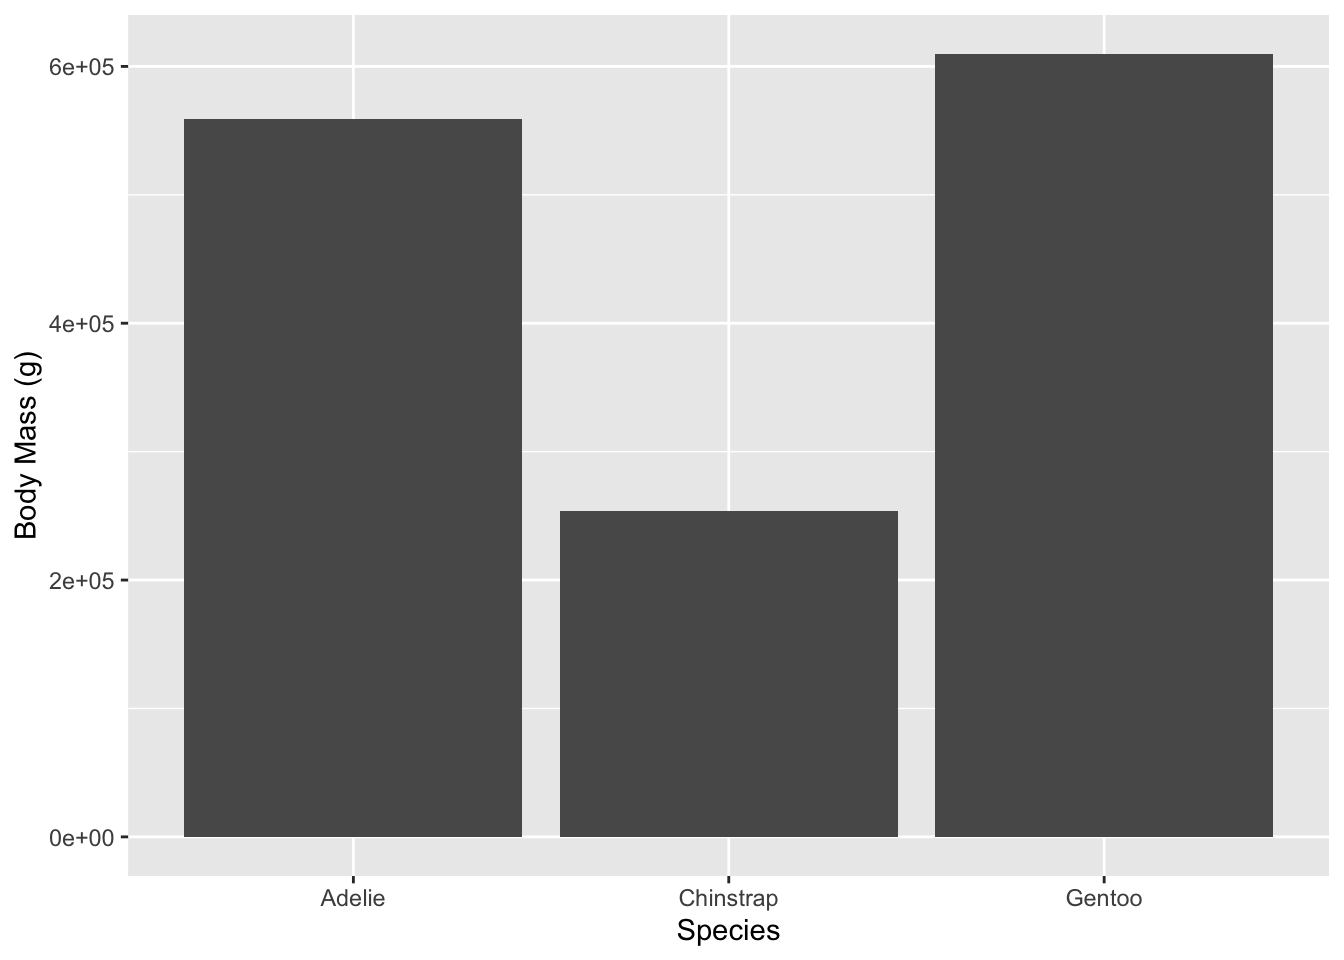 6e+05
4e+05
2e+05
0e+00
Body Mass (g)
Adelie
Chinstrap
Gentoo
Species